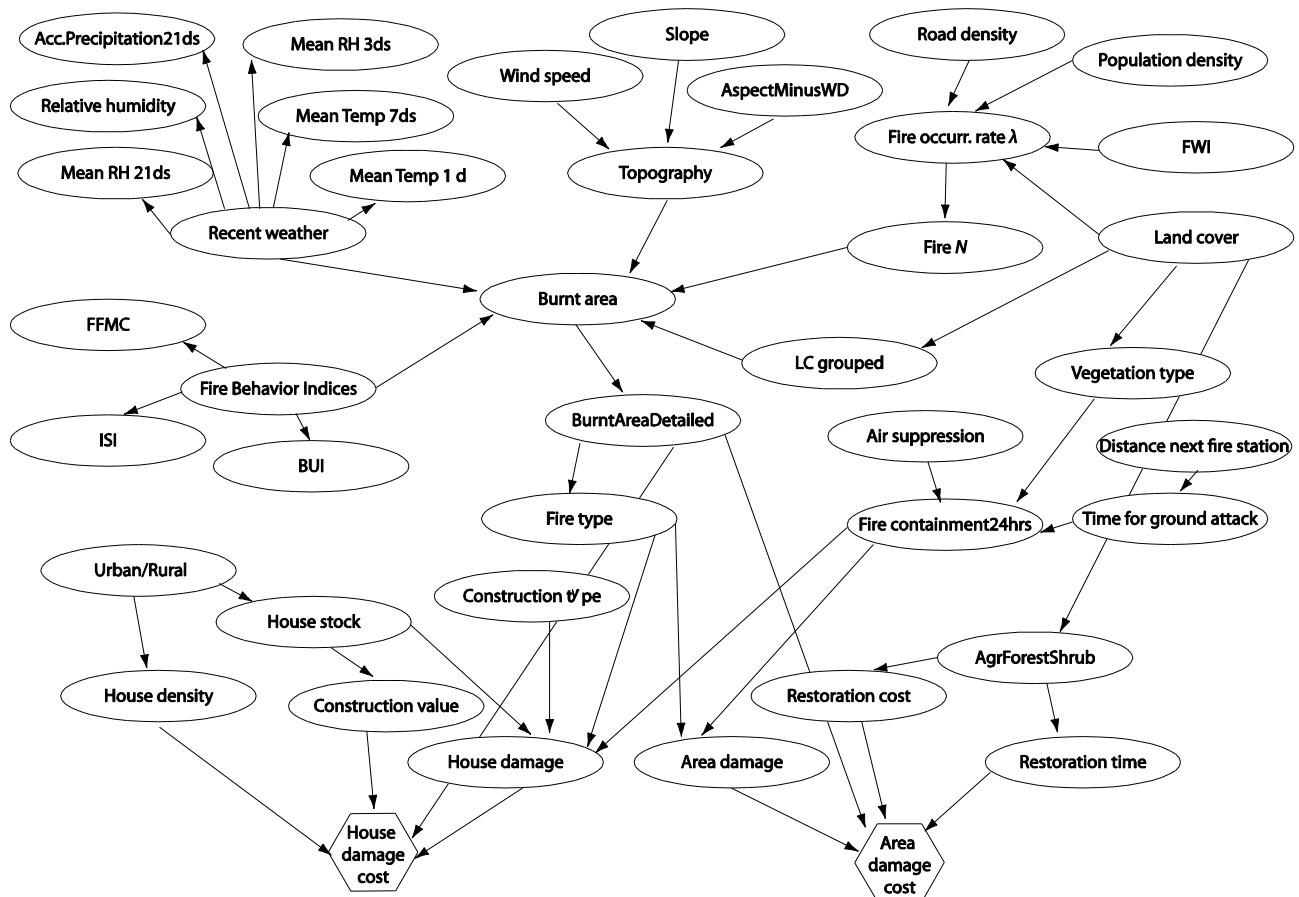 Acc.Precipitation21ds
Mean RH 3ds
Slope
Road density
Wind speed
Population density
AspectMinusWD
Relative humidity
Mean Temp 7ds
Fire occurr. rate λ
FWI
Mean RH 21ds
Mean Temp 1 d
Topography
Recent weather
Fire N
Land cover
Burnt area
FFMC
LC grouped
Vegetation type
Fire Behavior Indices
BurntAreaDetailed
Air suppression
Distance next fire station
ISI
BUI
Fire type
Fire containment24hrs
Time for ground attack
Urban/Rural
Construction type
House stock
AgrForestShrub
House density
Construction value
Restoration cost
House damage
Area damage
Restoration time
House
damage
cost
Area
damage
cost